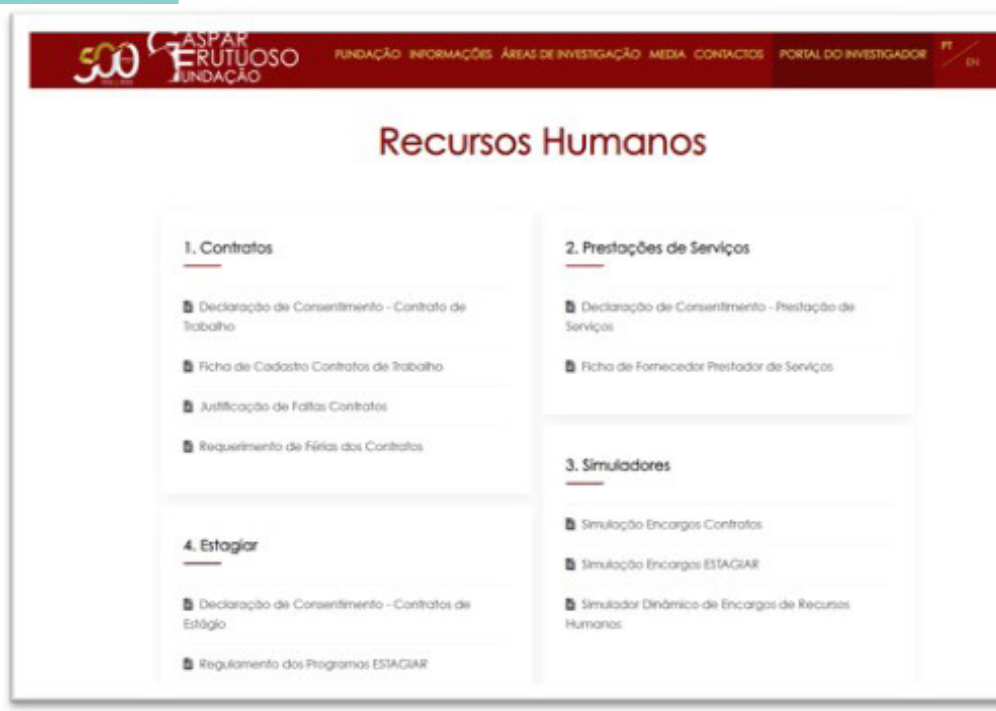 500 GASPAR
FRUTUOSO
FUNDAÇÃO
FUNDAÇÃO INFORMAÇÕES ÁREAS DE INVESTIGAÇÃO MEDIA CONTACTOS PORTAL DO INVESTIGADOR PT
EN
Recursos Humanos
1. Contratos
Declaração de Consentimento - Contrato de
Trabalho
Ficha de Cadastro Contratos de Trabalho
Justificação de Faltas Contratos
Requerimento de Férias dos Contratos
2. Prestações de Serviços
Declaração de Consentimento - Prestação de
Serviços
Ficha de Fornecedor Prestador de Serviços
3. Simuladores
Simulação Encargos Contratos
Simulação Encargos ESTAGIAR
Simulador Dinâmico de Encargos de Recursos
Humanos
4. Estagiar
Declaração de Consentimento - Contratos de
Estágio
Regulamento dos Programas ESTAGIAR